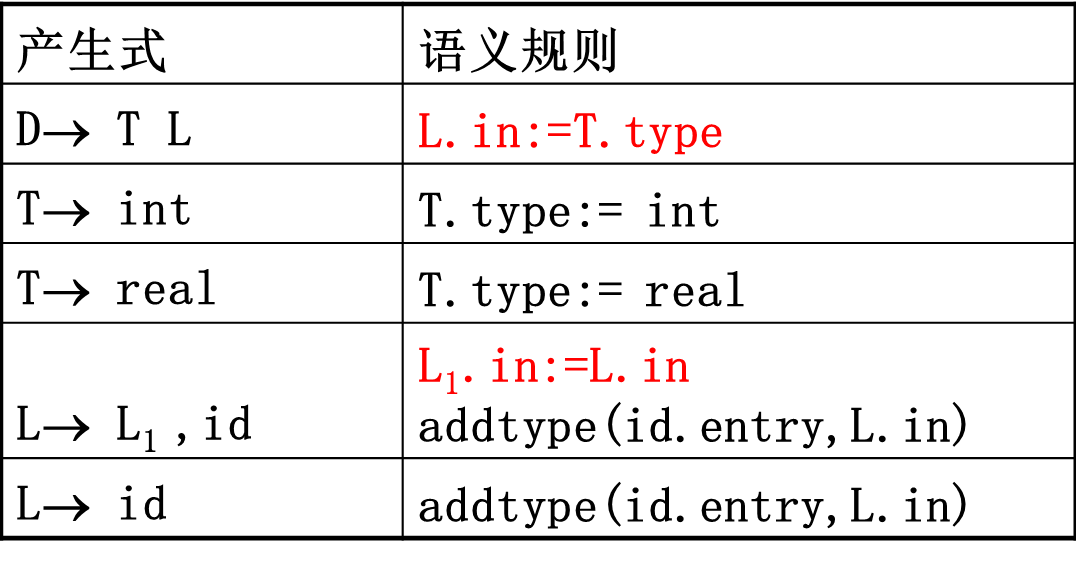 产生式 语义规则
D→ T L L.in:=T.type
T→ int T.type:= int
T→ real T.type:= real
L₁.in:=L.in
L→ L₁ ,id addtype(id.entry,L.in)
L→ id addtype(id.entry,L.in)